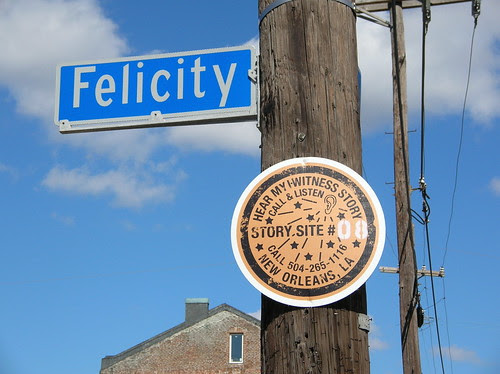 Felicity
HEAR MY I-WITNESS STORY
CALL & LISTEN
STORY SITE #08
CALL 504-265-1116
NEW ORLEANS, LA